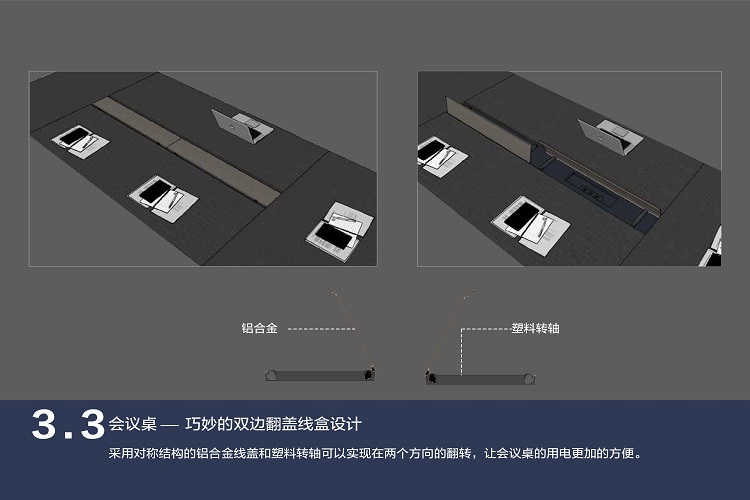 铝合金
塑料转轴
3.3 会议桌 — 巧妙的双边翻盖线盒设计
采用对称结构的铝合金线盖和塑料转轴可以实现在两个方向的翻转，让会议桌的用电更加的方便。